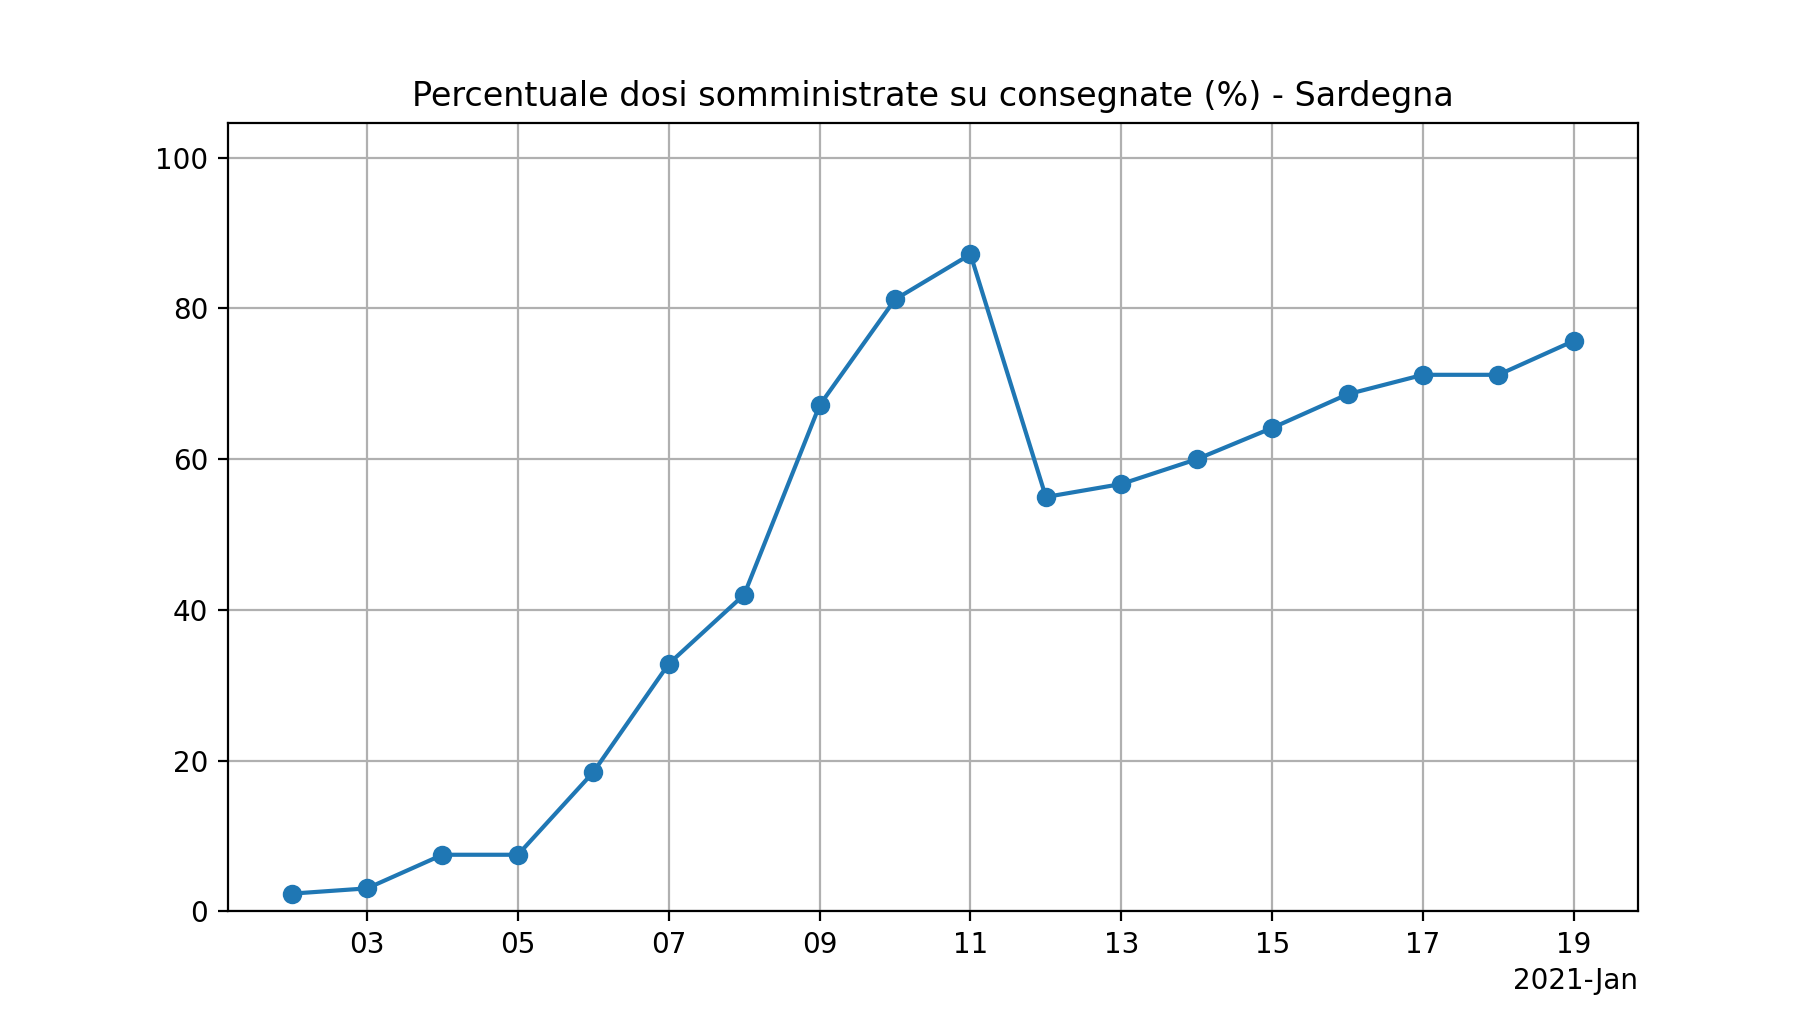 Percentuale dosi somministrate su consegnate (%) - Sardegna
100
80
60
40
20
0
03 05 07 09 11 13 15 17 19
2021-Jan